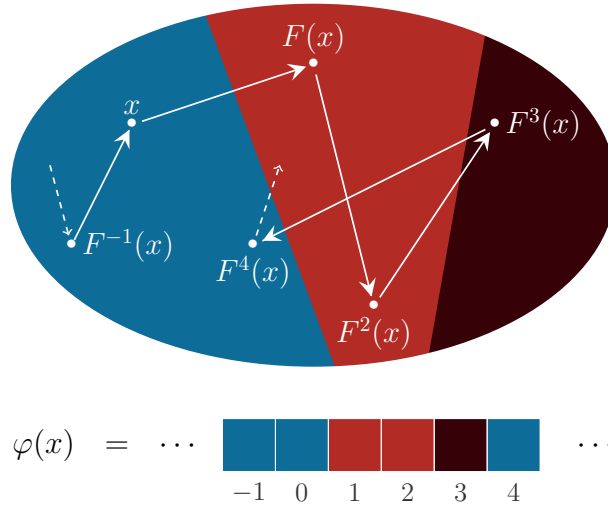 F(x)
x
F³(x)
F⁻¹(x)
F⁴(x)
F²(x)
φ(x) = ⋯ ⋯
−1 0 1 2 3 4